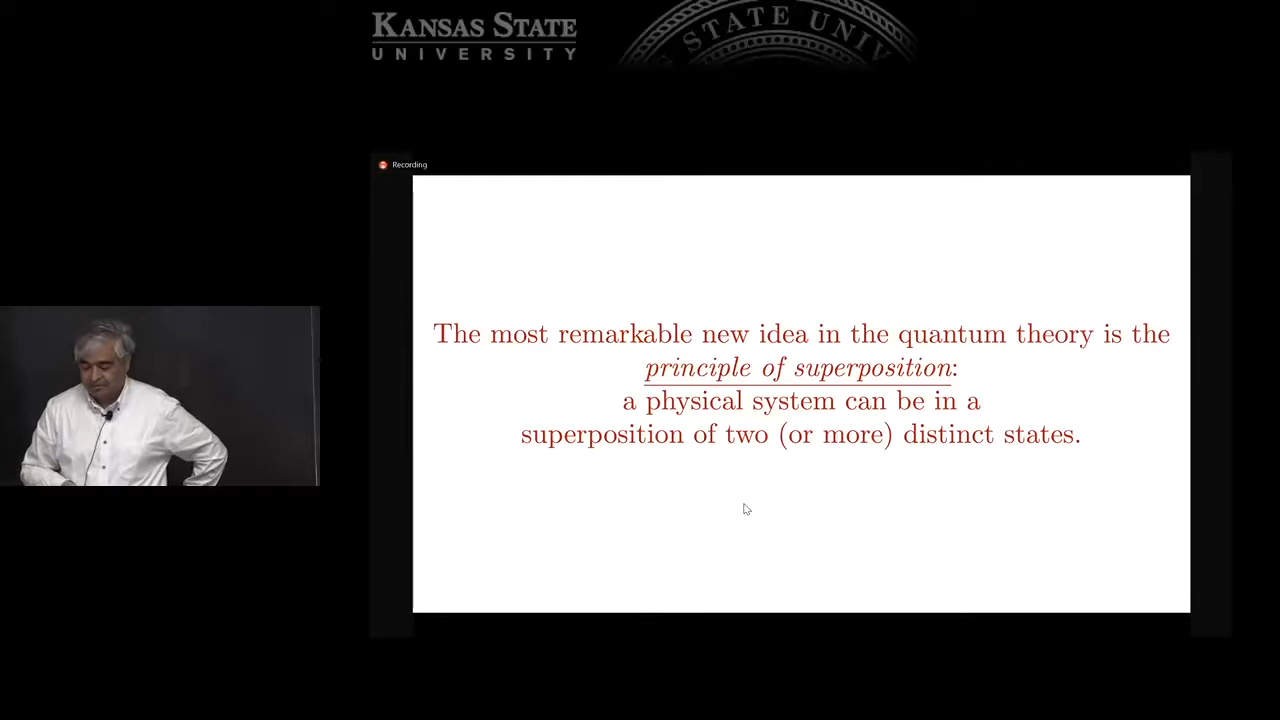 KANSAS STATE
UNIVERSITY
STATE UNIV
Recording
The most remarkable new idea in the quantum theory is the
principle of superposition:
a physical system can be in a
superposition of two (or more) distinct states.